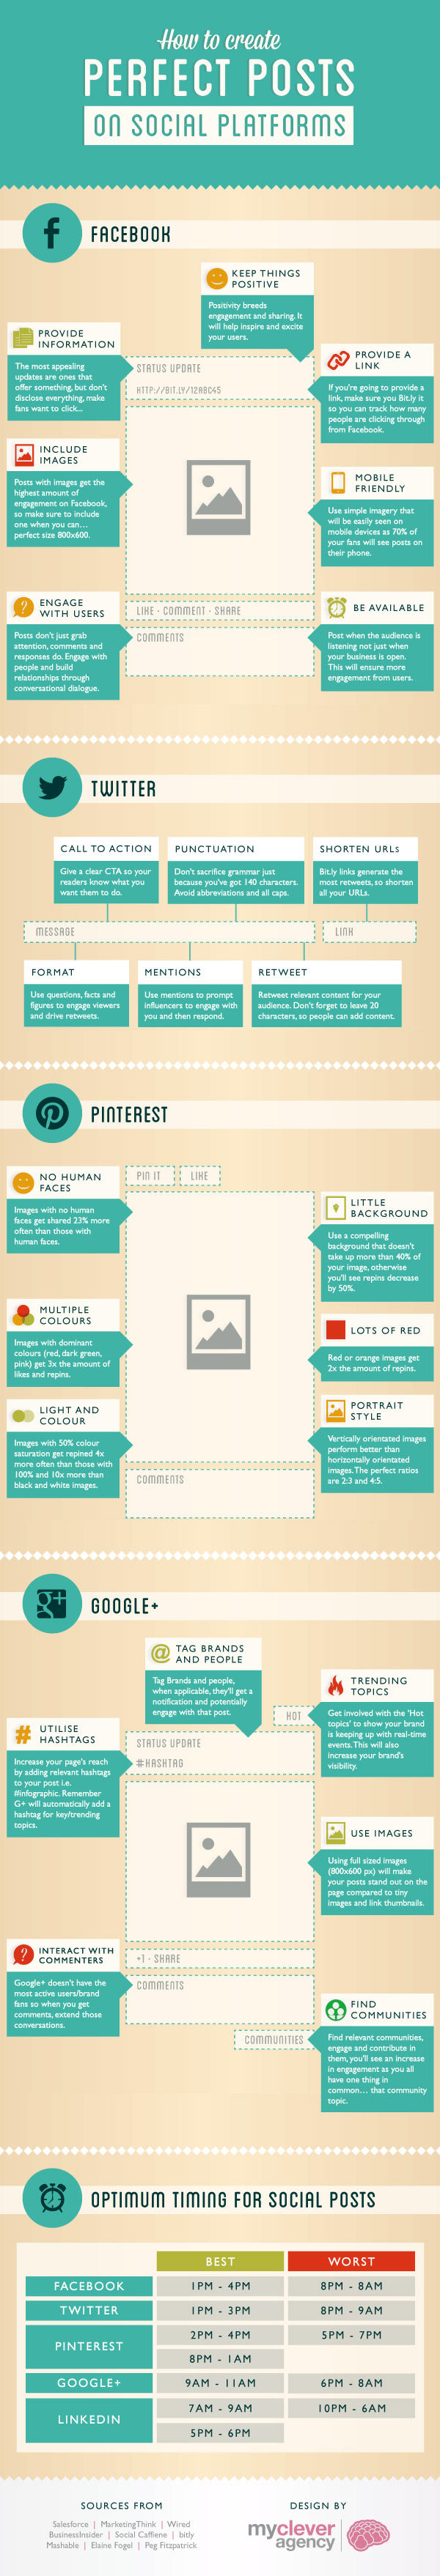 How to create
PERFECT POSTS
ON SOCIAL PLATFORMS
FACEBOOK
KEEP THINGS
POSITIVE
Positivity breeds
engagement and sharing. It
will help inspire and excite
your users.
PROVIDE
INFORMATION
The most appealing
updates are ones that
offer something, but don't
disclose everything, make
fans want to click...
STATUS UPDATE
HTTP://BIT.LY/12ABC45
PROVIDE A
LINK
If you're going to provide a
link, make sure you Bit.ly it
so you can track how many
people are clicking through
from Facebook.
INCLUDE
IMAGES
Posts with images get the
highest amount of
engagement on Facebook,
so make sure to include
one when you can...
perfect size 800x600.
MOBILE
FRIENDLY
Use simple imagery that
will be easily seen on
mobile devices as 70% of
your fans will see posts on
their phone.
ENGAGE
WITH USERS
Posts don't just grab
attention, comments and
responses do. Engage with
people and build
relationships through
conversational dialogue.
LIKE · COMMENT · SHARE
COMMENTS
BE AVAILABLE
Post when the audience is
listening not just when
your business is open.
This will ensure more
engagement from users.
TWITTER
CALL TO ACTION
Give a clear CTA so your
readers know what you
want them to do.
PUNCTUATION
Don't sacrifice grammar just
because you've got 140 characters.
Avoid abbreviations and all caps.
SHORTEN URLs
Bit.ly links generate the
most retweets, so shorten
all your URLs.
MESSAGE
LINK
FORMAT
Use questions, facts and
figures to engage viewers
and drive retweets.
MENTIONS
Use mentions to prompt
influencers to engage with
you and then respond.
RETWEET
Retweet relevant content for your
audience. Don't forget to leave 20
characters, so people can add content.
PINTEREST
NO HUMAN
FACES
Images with no human
faces get shared 23% more
often than those with
human faces.
PIN IT
LIKE
LITTLE
BACKGROUND
Use a compelling
background that doesn't
take up more than 40% of
your image, otherwise
you'll see repins decrease
by 50%.
MULTIPLE
COLOURS
Images with dominant
colours (red, dark green,
pink) get 3x the amount of
likes and repins.
LOTS OF RED
Red or orange images get
2x the amount of repins.
LIGHT AND
COLOUR
Images with 50% colour
saturation get repined 4x
more often than those with
100% and 10x more than
black and white images.
PORTRAIT
STYLE
Vertically orientated images
perform better than
horizontally orientated
images. The perfect ratios
are 2:3 and 4:5.
COMMENTS
GOOGLE+
TAG BRANDS
AND PEOPLE
Tag Brands and people,
when applicable, they'll get a
notification and potentially
engage with that post.
HOT
TRENDING
TOPICS
Get involved with the 'Hot
topics' to show your brand
is keeping up with real-time
events. This will also
increase your brand's
visibility.
UTILISE
HASHTAGS
Increase your page's reach
by adding relevant hashtags
to your post i.e.
#infographic. Remember
G+ will automatically add a
hashtag for key/trending
topics.
STATUS UPDATE
#HASHTAG
USE IMAGES
Using full sized images
(800x600 px) will make
your posts stand out on the
page compared to tiny
images and link thumbnails.
INTERACT WITH
COMMENTERS
Google+ doesn't have the
most active users/brand
fans so when you get
comments, extend those
conversations.
+1 · SHARE
COMMENTS
COMMUNITIES
FIND
COMMUNITIES
Find relevant communities,
engage and contribute in
them, you'll see an increase
in engagement as you all
have one thing in
common... that community
topic.
OPTIMUM TIMING FOR SOCIAL POSTS
BEST WORST
FACEBOOK 1PM - 4PM 8PM - 8AM
TWITTER 1PM - 3PM 8PM - 9AM
PINTEREST 2PM - 4PM 5PM - 7PM
8PM - 1AM
GOOGLE+ 9AM - 11AM 6PM - 8AM
LINKEDIN 7AM - 9AM 10PM - 6AM
5PM - 6PM
SOURCES FROM
Salesforce | MarketingThink | Wired
BusinessInsider | Social Caffiene | bitly
Mashable | Elaine Fogel | Peg Fitzpatrick
DESIGN BY
myclever
agency